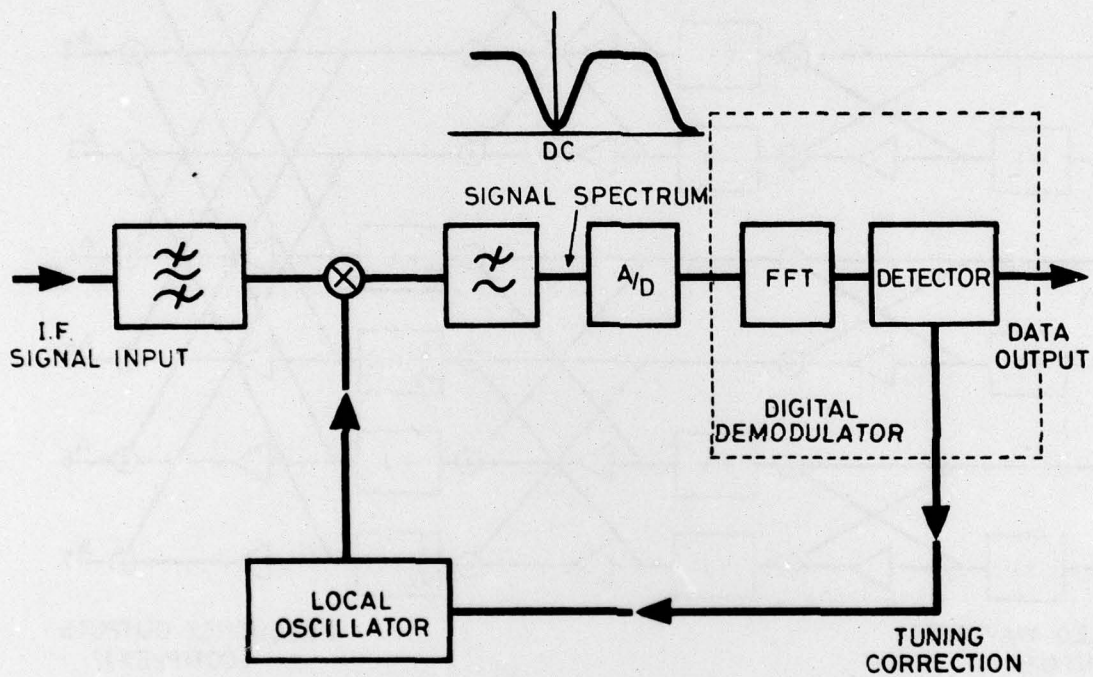 DC
SIGNAL SPECTRUM
I.F.
SIGNAL INPUT
A/D
FFT
DETECTOR
DATA
OUTPUT
DIGITAL
DEMODULATOR
LOCAL
OSCILLATOR
TUNING
CORRECTION